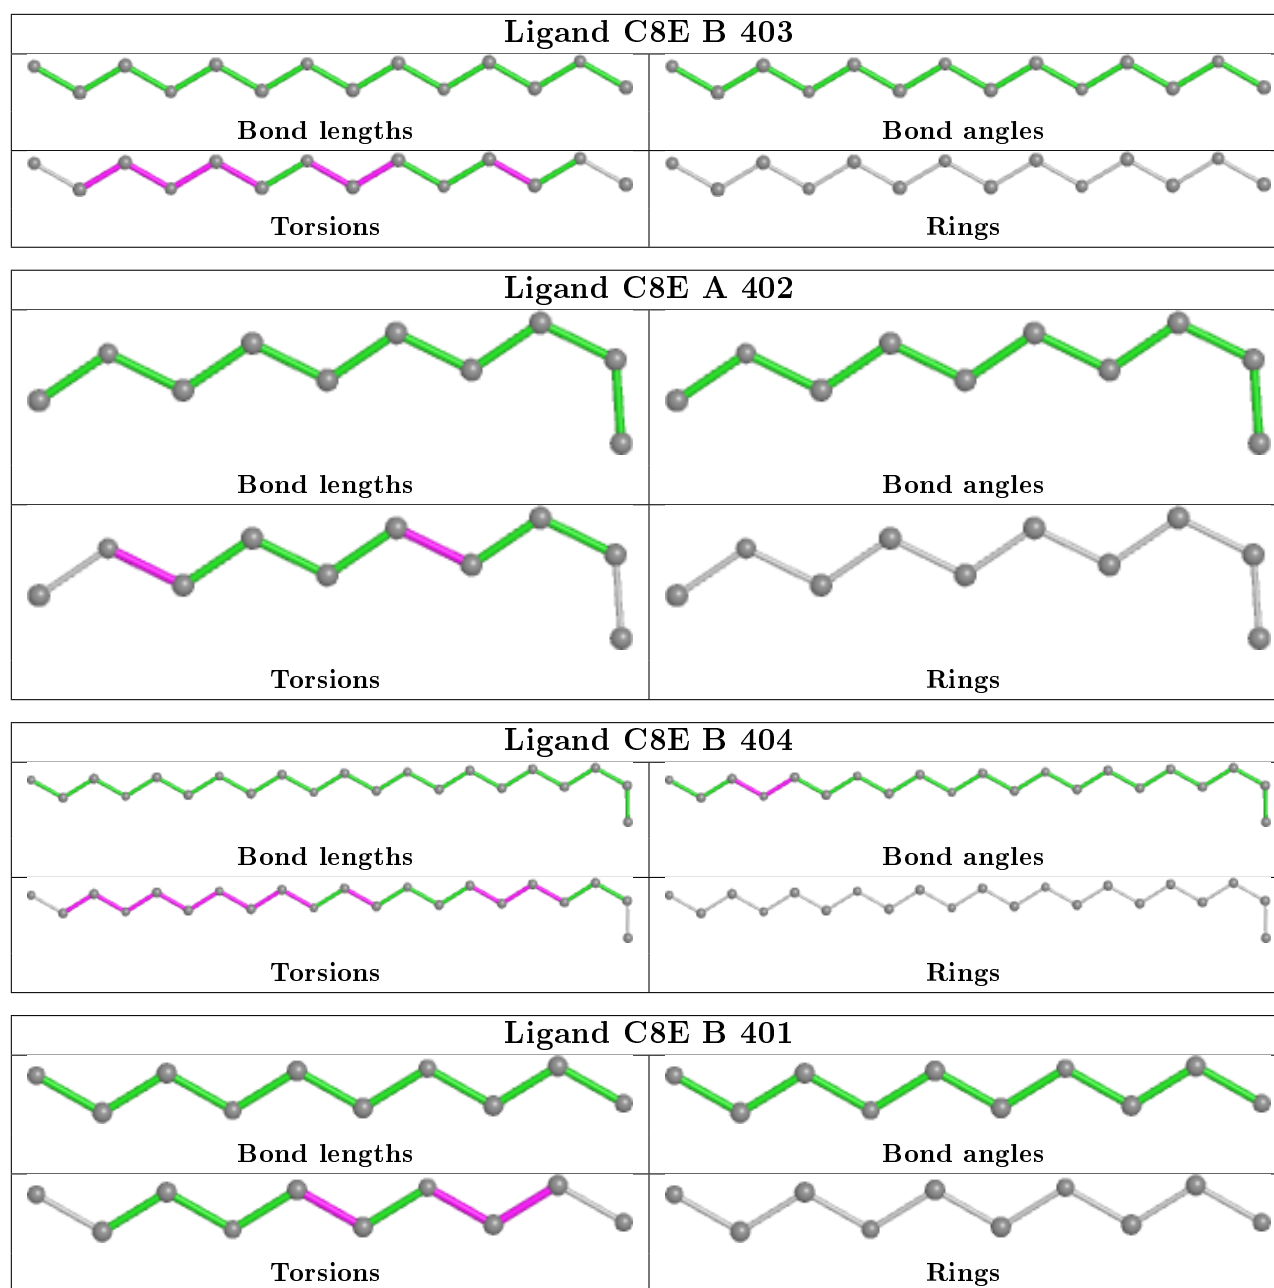 Ligand C8E B 403
Bond lengths
Bond angles
Torsions
Rings
Ligand C8E A 402
Bond lengths
Bond angles
Torsions
Rings
Ligand C8E B 404
Bond lengths
Bond angles
Torsions
Rings
Ligand C8E B 401
Bond lengths
Bond angles
Torsions
Rings